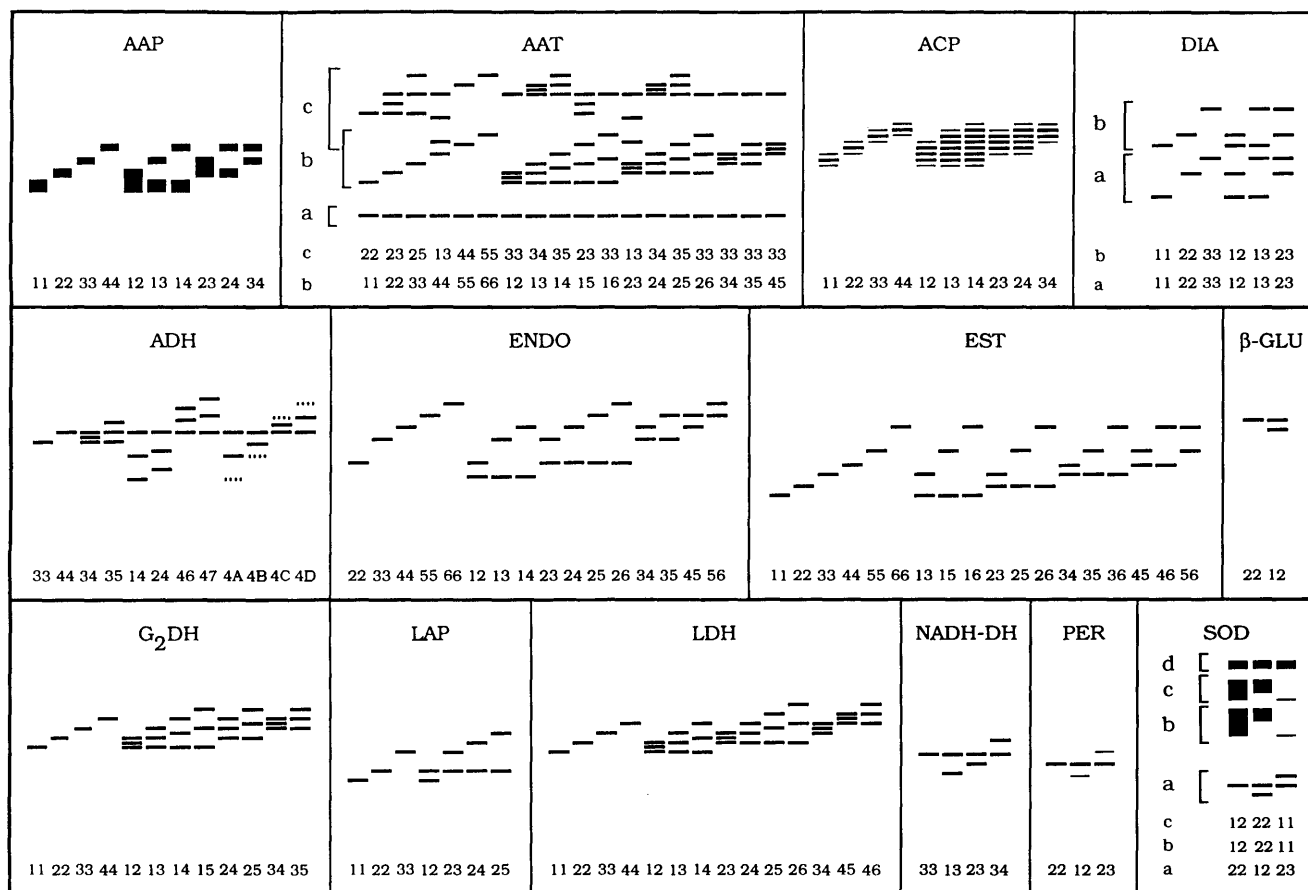 AAP
11 22 33 44 12 13 14 23 24 34
AAT
c
b
a
c 22 23 25 13 44 55 33 34 35 23 33 13 34 35 33 33 33 33
b 11 22 33 44 55 66 12 13 14 15 16 23 24 25 26 34 35 45
ACP
11 22 33 44 12 13 14 23 24 34
DIA
b
a
b 11 22 33 12 13 23
a 11 22 33 12 13 23
ADH
33 44 34 35 14 24 46 47 4A 4B 4C 4D
ENDO
22 33 44 55 66 12 13 14 23 24 25 26 34 35 45 56
EST
11 22 33 44 55 66 13 15 16 23 25 26 34 35 36 45 46 56
β-GLU
22 12
G₂DH
11 22 33 44 12 13 14 15 24 25 34 35
LAP
11 22 33 12 23 24 25
LDH
11 22 33 44 12 13 14 23 24 25 26 34 45 46
NADH-DH
33 13 23 34
PER
22 12 23
SOD
d
c
b
a
c 12 22 11
b 12 22 11
a 22 12 23